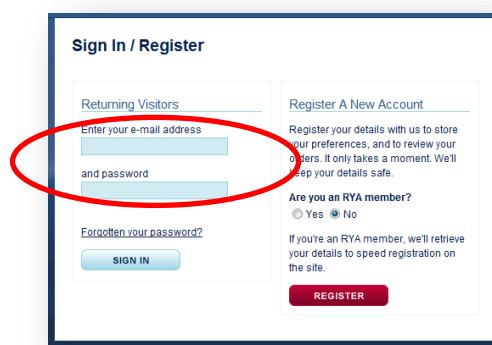 Sign In / Register
Returning Visitors
Enter your e-mail address
and password
Forgotten your password?
SIGN IN
Register A New Account
Register your details with us to store
your preferences, and to review your
orders. It only takes a moment. We'll
keep your details safe.
Are you an RYA member?
Yes No
If you're an RYA member, we'll retrieve
your details to speed registration on
the site.
REGISTER